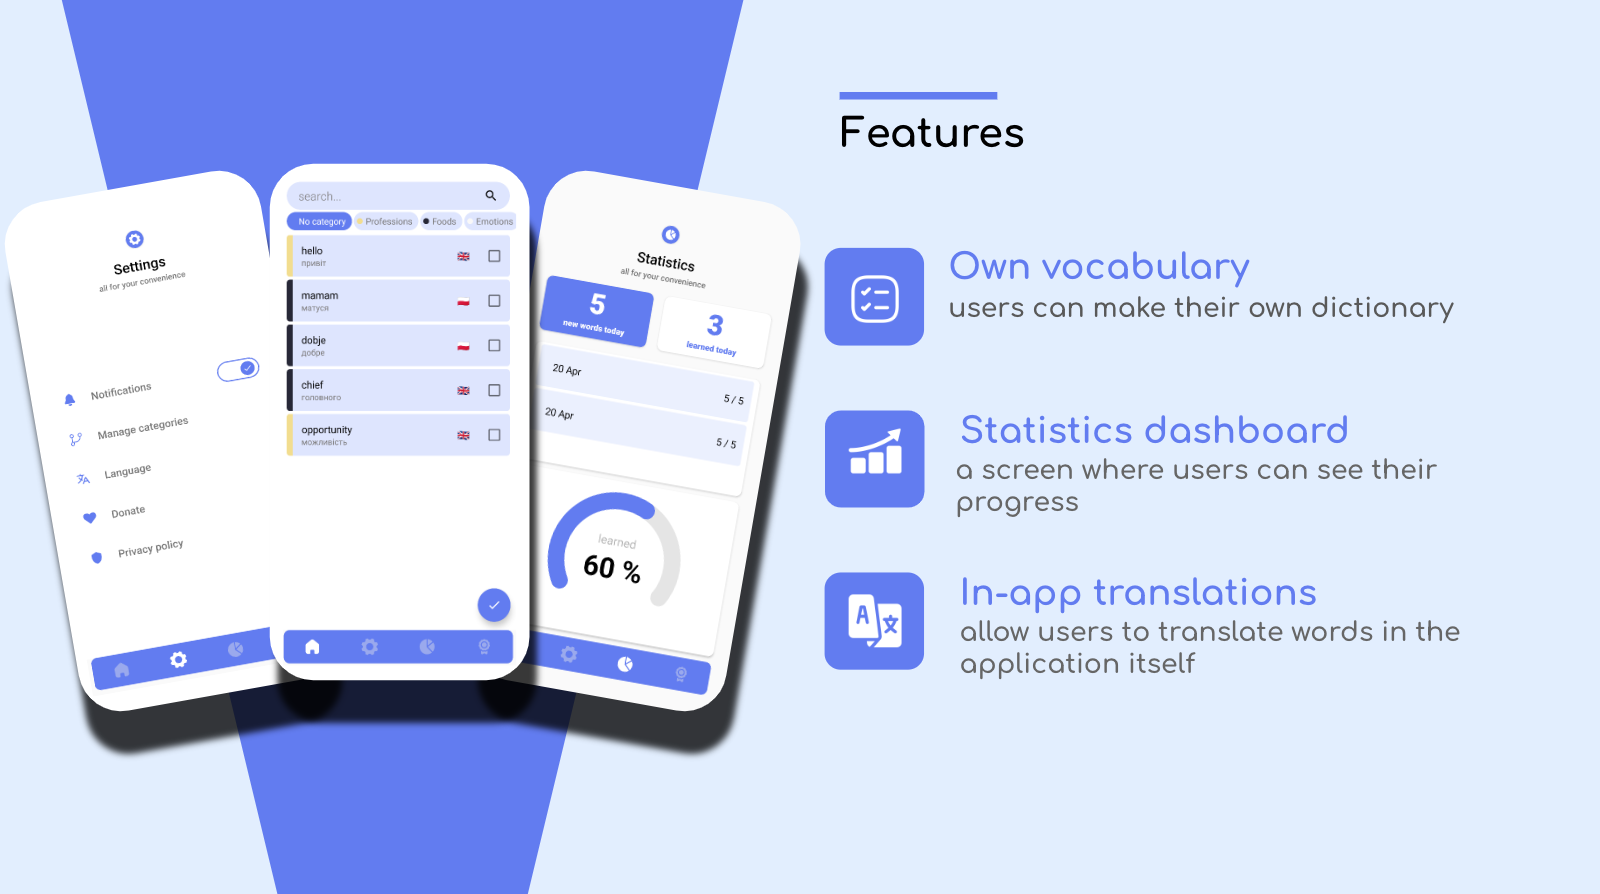 Settings
all for your convenience
Notifications
Manage categories
Language
Donate
Privacy policy
search...
No category
Professions
Foods
Emotions
hello
привіт
mamam
матуся
dobje
добре
chief
головного
opportunity
можливість
Statistics
all for your convenience
5
new words today
3
learned today
20 Apr
5 / 5
20 Apr
5 / 5
learned
60 %
Features
Own vocabulary
users can make their own dictionary
Statistics dashboard
a screen where users can see their
progress
A
文
In-app translations
allow users to translate words in the
application itself